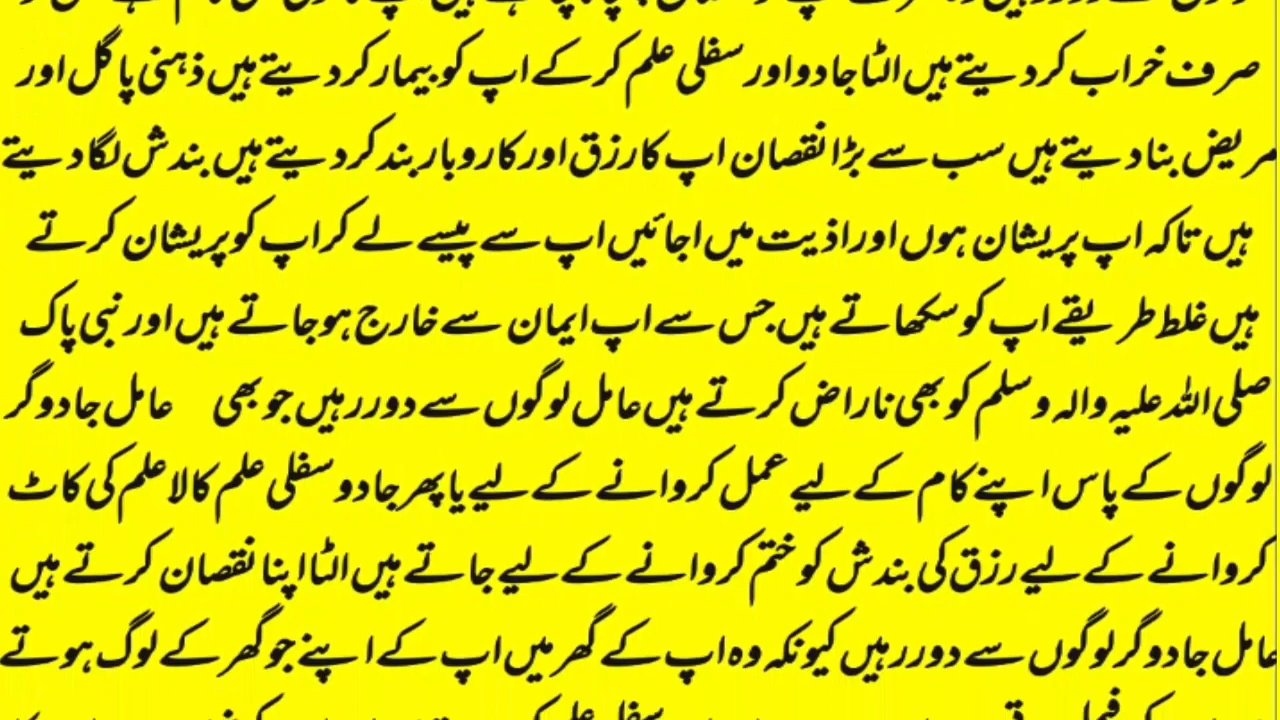 صرف خراب کر دیتے ہیں الٹا جادو اور سفلی علم کر کے اپ کو بیمار کر دیتے ہیں ذہنی پاگل اور
مریض بنا دیتے ہیں سب سے بڑا نقصان اپ کا رزق اور کاروبار بند کر دیتے ہیں بندش لگا دیتے
ہیں تاکہ اپ پریشان ہوں اور اذیت میں اجائیں اپ سے پیسے لے کر اپ کو پریشان کرتے
ہیں غلط طریقے اپ کو سکھاتے ہیں جس سے اپ ایمان سے خارج ہو جاتے ہیں اور نبی پاک
صلی اللہ علیہ والہ وسلم کو بھی ناراض کرتے ہیں عامل لوگوں سے دور رہیں جو بھی عامل جادوگر
لوگوں کے پاس اپنے کام کے لیے عمل کروانے کے لیے یا پھر جادو سفلی علم کالا علم کی کاٹ
کروانے کے لیے رزق کی بندش کو ختم کروانے کے لیے جاتے ہیں الٹا اپنا نقصان کرتے ہیں
عامل جادوگر لوگوں سے دور رہیں کیونکہ وہ اپ کے گھر میں اپ کے اپنے جو گھر کے لوگ ہوتے